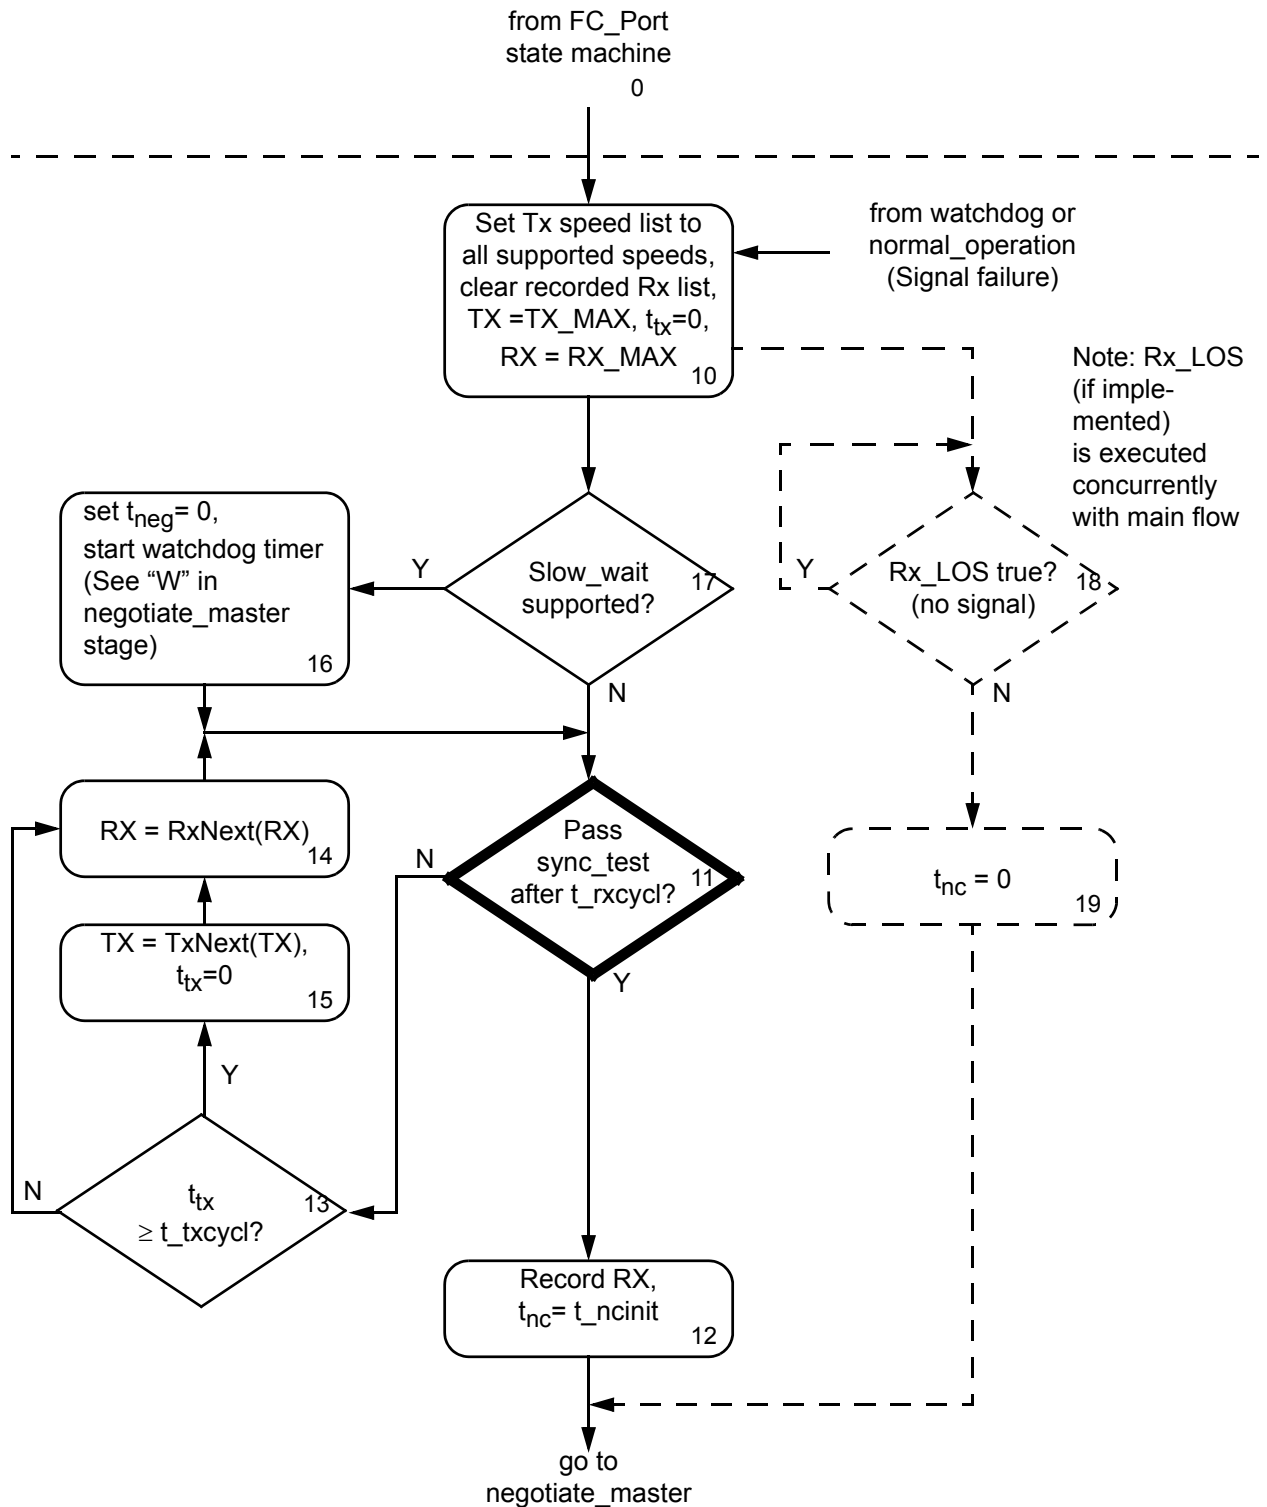 from FC_Port
state machine
0
Set Tx speed list to
all supported speeds,
clear recorded Rx list,
TX =TX_MAX, ttx=0,
RX = RX_MAX
10
from watchdog or
normal_operation
(Signal failure)
Note: Rx_LOS
(if imple-
mented)
is executed
concurrently
with main flow
set tneg= 0,
start watchdog timer
(See “W” in
negotiate_master
stage)
16
Y
Slow_wait
supported?
17
N
Y
Rx_LOS true?
(no signal)
18
N
RX = RxNext(RX)
14
N
Pass
sync_test
after t_rxcycl?
11
Y
tnc = 0
19
TX = TxNext(TX),
ttx=0
15
Y
N
ttx
≥ t_txcycl?
13
Record RX,
tnc= t_ncinit
12
go to
negotiate_master